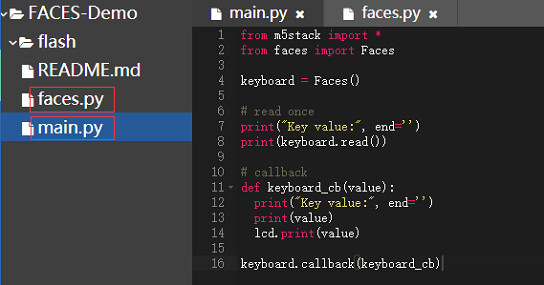 FACES-Demo
flash
README.md
faces.py
main.py
main.py ×
faces.py ×
1 from m5stack import *
2 from faces import Faces
3
4 keyboard = Faces()
5
6 # read once
7 print("Key value:", end='')
8 print(keyboard.read())
9
10 # callback
11 def keyboard_cb(value):
12 print("Key value:", end='')
13 print(value)
14 lcd.print(value)
15
16 keyboard.callback(keyboard_cb)